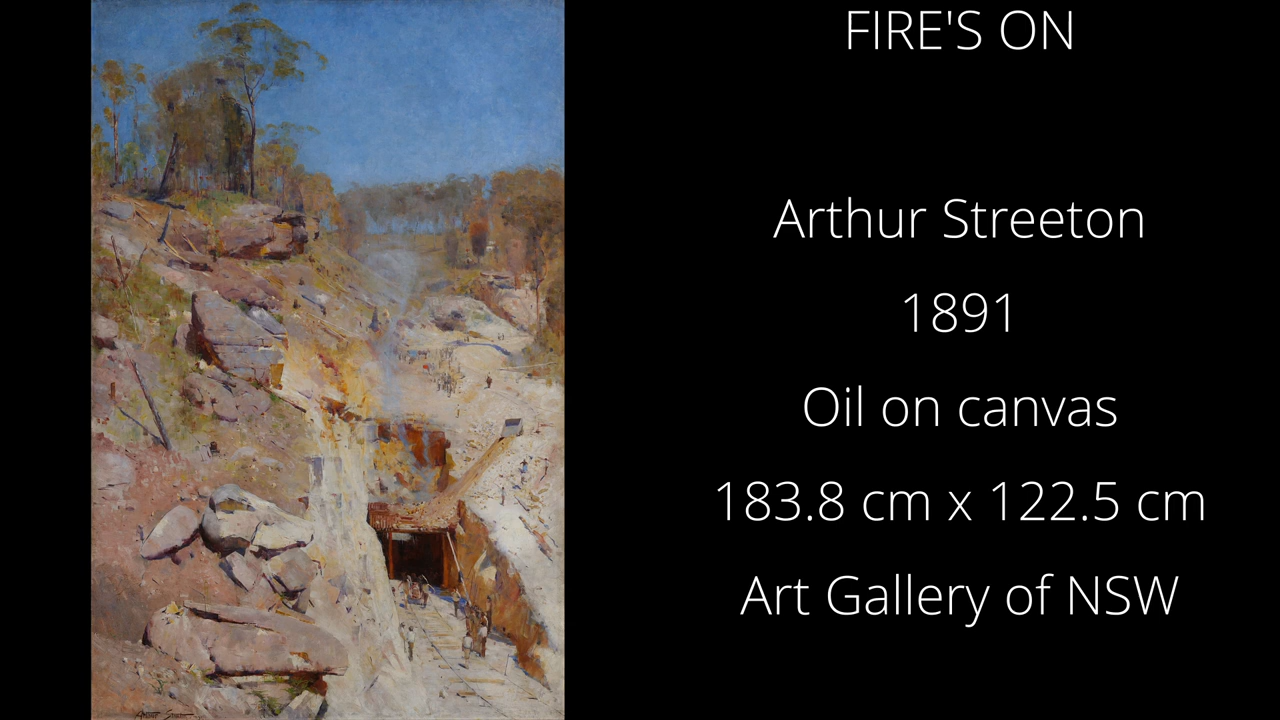 FIRE'S ON
Arthur Streeton
1891
Oil on canvas
183.8 cm x 122.5 cm
Art Gallery of NSW